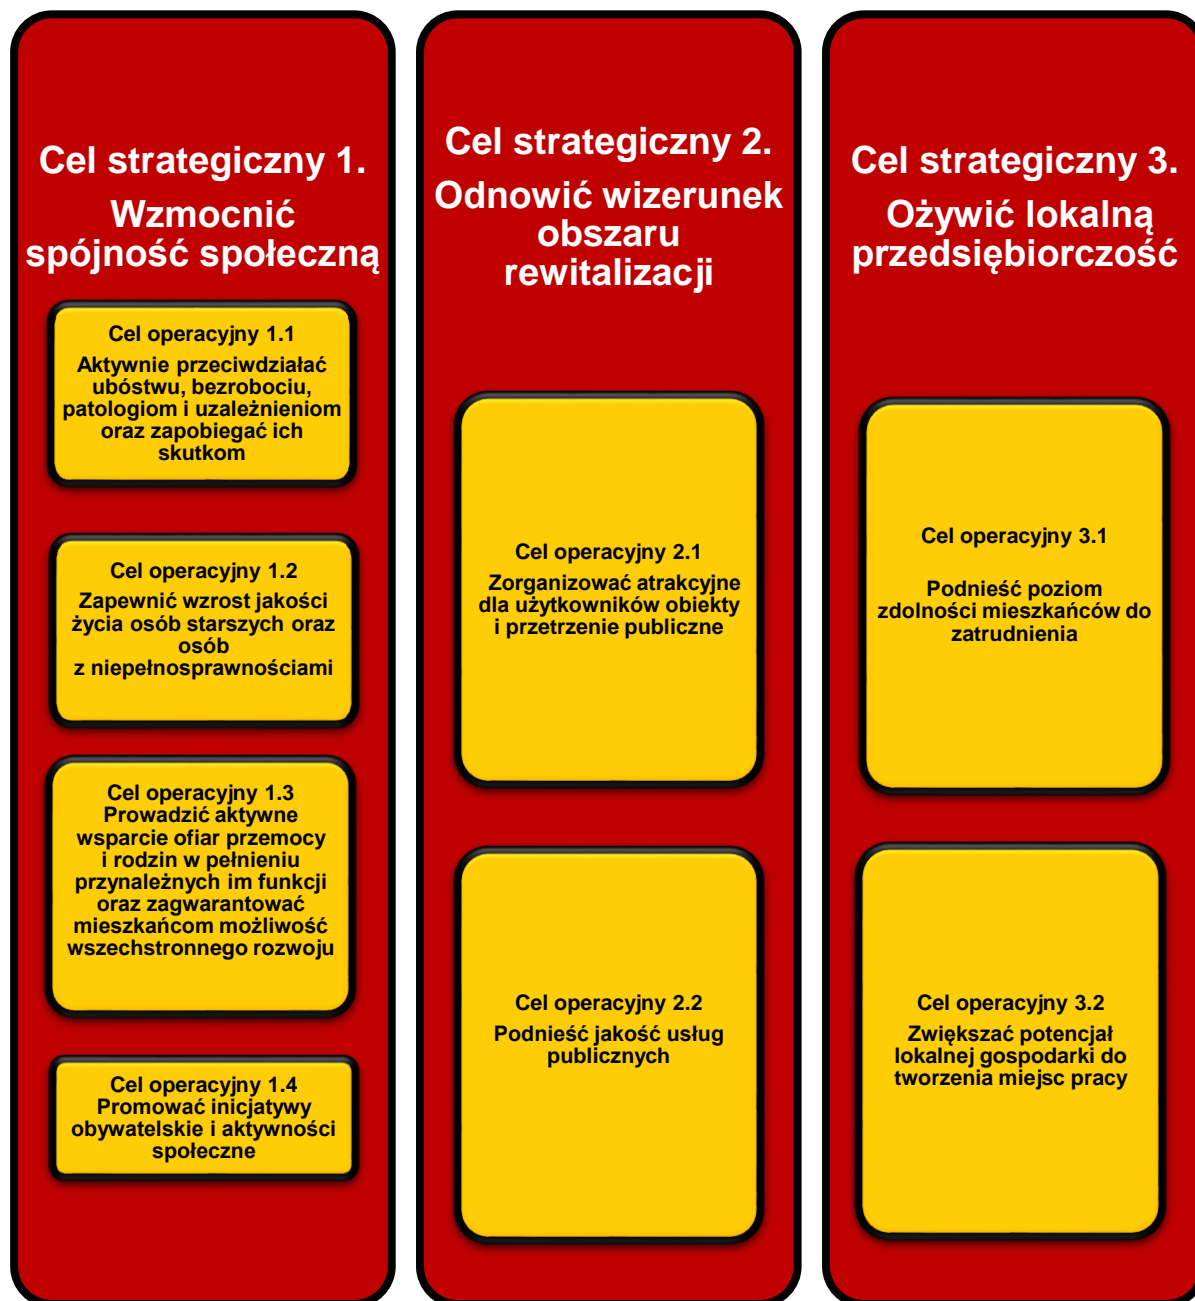 Cel strategiczny 1.
Wzmocnić
spójność społeczną
Cel operacyjny 1.1
Aktywnie przeciwdziałać
ubóstwu, bezrobociu,
patologiom i uzależnieniom
oraz zapobiegać ich
skutkom
Cel operacyjny 1.2
Zapewnić wzrost jakości
życia osób starszych oraz
osób
z niepełnosprawnościami
Cel operacyjny 1.3
Prowadzić aktywne
wsparcie ofiar przemocy
i rodzin w pełnieniu
przynależnych im funkcji
oraz zagwarantować
mieszkańcom możliwość
wszechstronnego rozwoju
Cel operacyjny 1.4
Promować inicjatywy
obywatelskie i aktywności
społeczne
Cel strategiczny 2.
Odnowić wizerunek
obszaru
rewitalizacji
Cel operacyjny 2.1
Zorganizować atrakcyjne
dla użytkowników obiekty
i przetrzenie publiczne
Cel operacyjny 2.2
Podnieść jakość usług
publicznych
Cel strategiczny 3.
Ożywić lokalną
przedsiębiorczość
Cel operacyjny 3.1
Podnieść poziom
zdolności mieszkańców do
zatrudnienia
Cel operacyjny 3.2
Zwiększać potencjał
lokalnej gospodarki do
tworzenia miejsc pracy